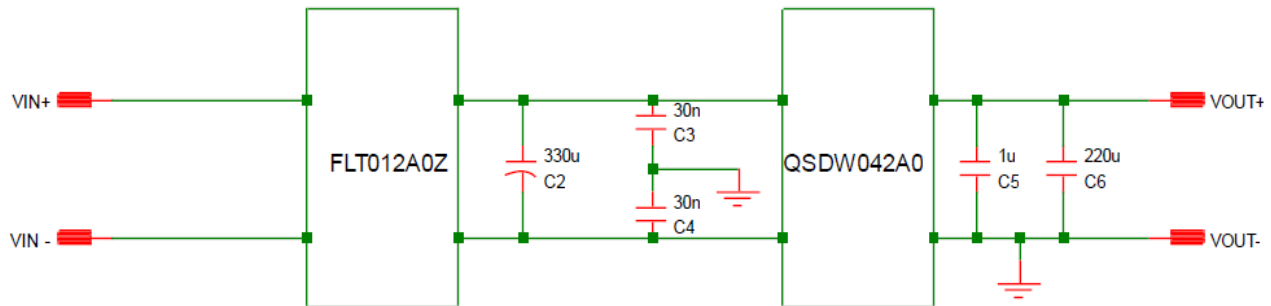 VIN+
VIN -
FLT012A0Z
330u
C2
30n
C3
30n
C4
QSDW042A0
1u
C5
220u
C6
VOUT+
VOUT-